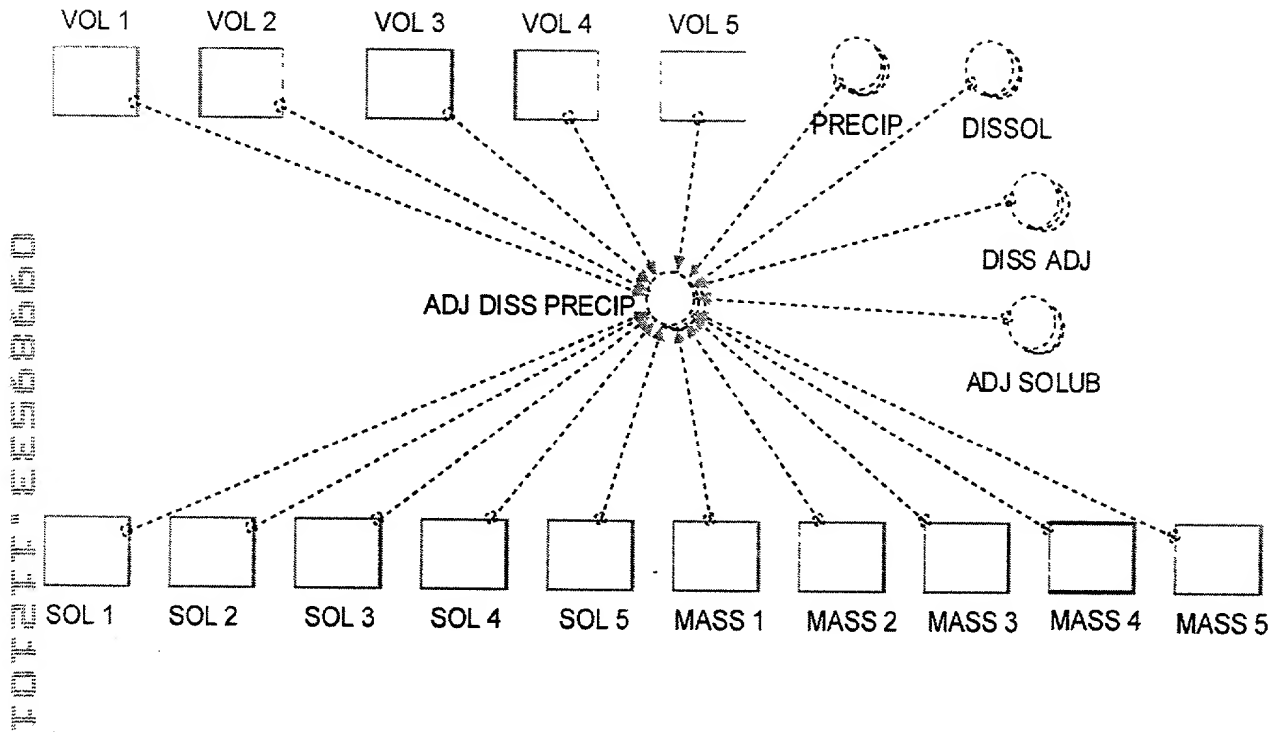 VOL 1 VOL 2 VOL 3 VOL 4 VOL 5
PRECIP DISSOL
DISS ADJ
ADJ DISS PRECIP
ADJ SOLUB
SOL 1 SOL 2 SOL 3 SOL 4 SOL 5 MASS 1 MASS 2 MASS 3 MASS 4 MASS 5